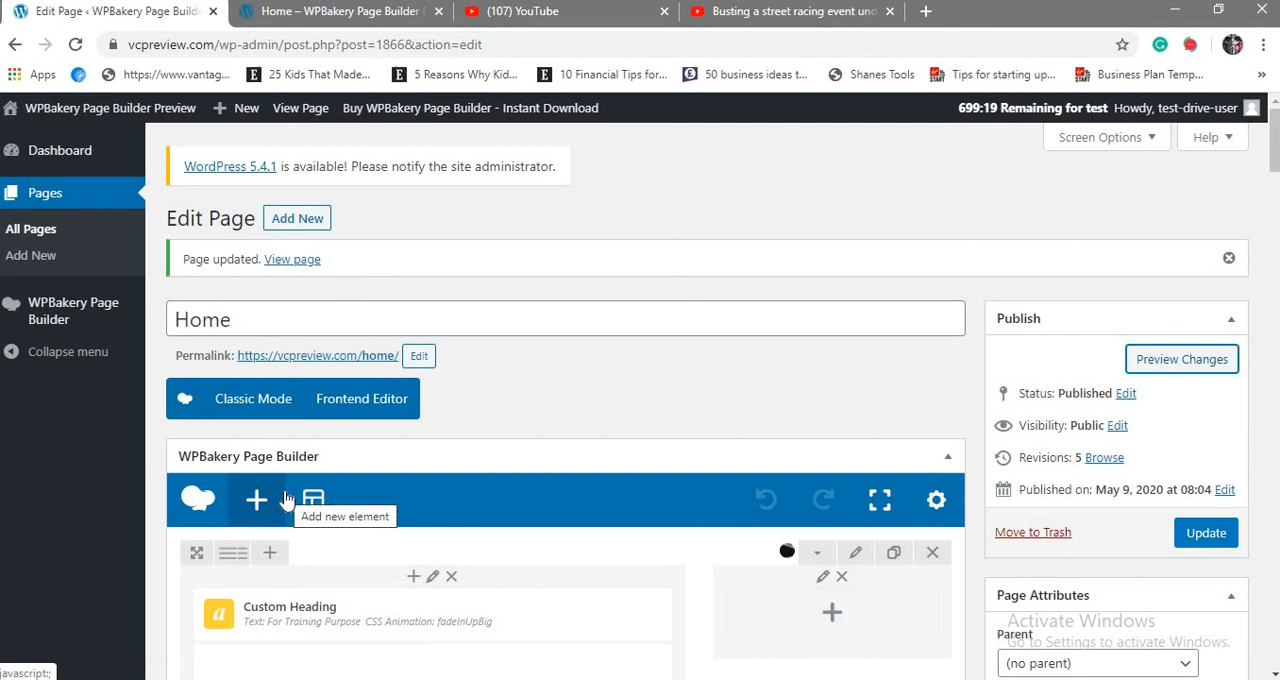 Edit Page ‹ WPBakery Page Builde
Home – WPBakery Page Builder
(107) YouTube
Busting a street racing event und
vcpreview.com/wp-admin/post.php?post=1866&action=edit
Apps
https://www.vantag...
25 Kids That Made...
5 Reasons Why Kid...
10 Financial Tips for...
50 business ideas t...
Shanes Tools
Tips for starting up...
Business Plan Temp...
WPBakery Page Builder Preview
New
View Page
Buy WPBakery Page Builder - Instant Download
699:19 Remaining for test
Howdy, test-drive-user
Screen Options
Help
Dashboard
Pages
All Pages
Add New
WPBakery Page
Builder
Collapse menu
WordPress 5.4.1 is available! Please notify the site administrator.
Edit Page
Add New
Page updated. View page
Home
Permalink: https://vcpreview.com/home/ Edit
Classic Mode
Frontend Editor
WPBakery Page Builder
Add new element
Custom Heading
Text: For Training Purpose CSS Animation: fadeInUpBig
Publish
Preview Changes
Status: Published Edit
Visibility: Public Edit
Revisions: 5 Browse
Published on: May 9, 2020 at 08:04 Edit
Move to Trash
Update
Page Attributes
Activate Windows
Parent
Go to Settings to activate Windows.
(no parent)
javascript:;